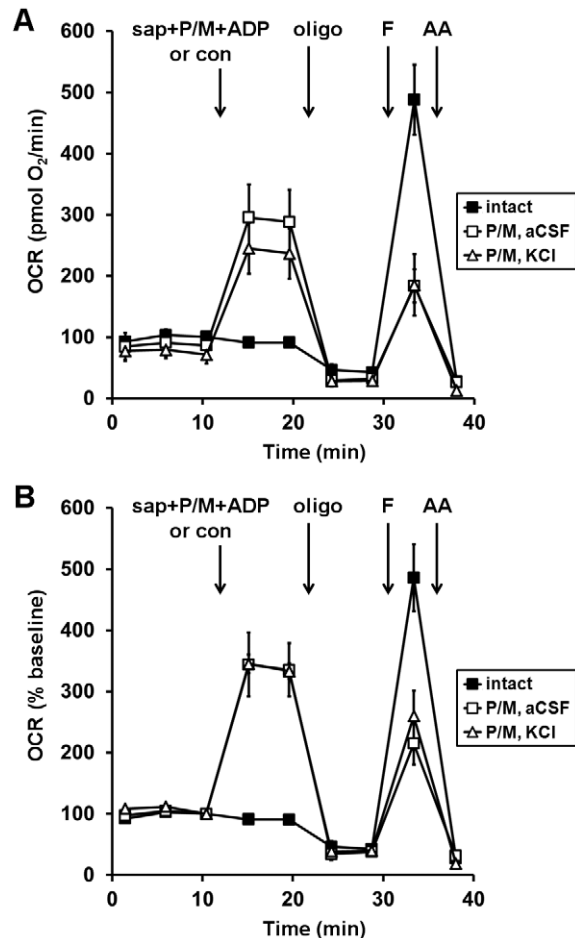 A
sap+P/M+ADP
or con
oligo
F
AA
600
500
400
300
200
100
0
OCR (pmol O₂/min)
0
10
20
30
40
Time (min)
intact
P/M, aCSF
P/M, KCl
B
sap+P/M+ADP
or con
oligo
F
AA
600
500
400
300
200
100
0
OCR (% baseline)
0
10
20
30
40
Time (min)
intact
P/M, aCSF
P/M, KCl